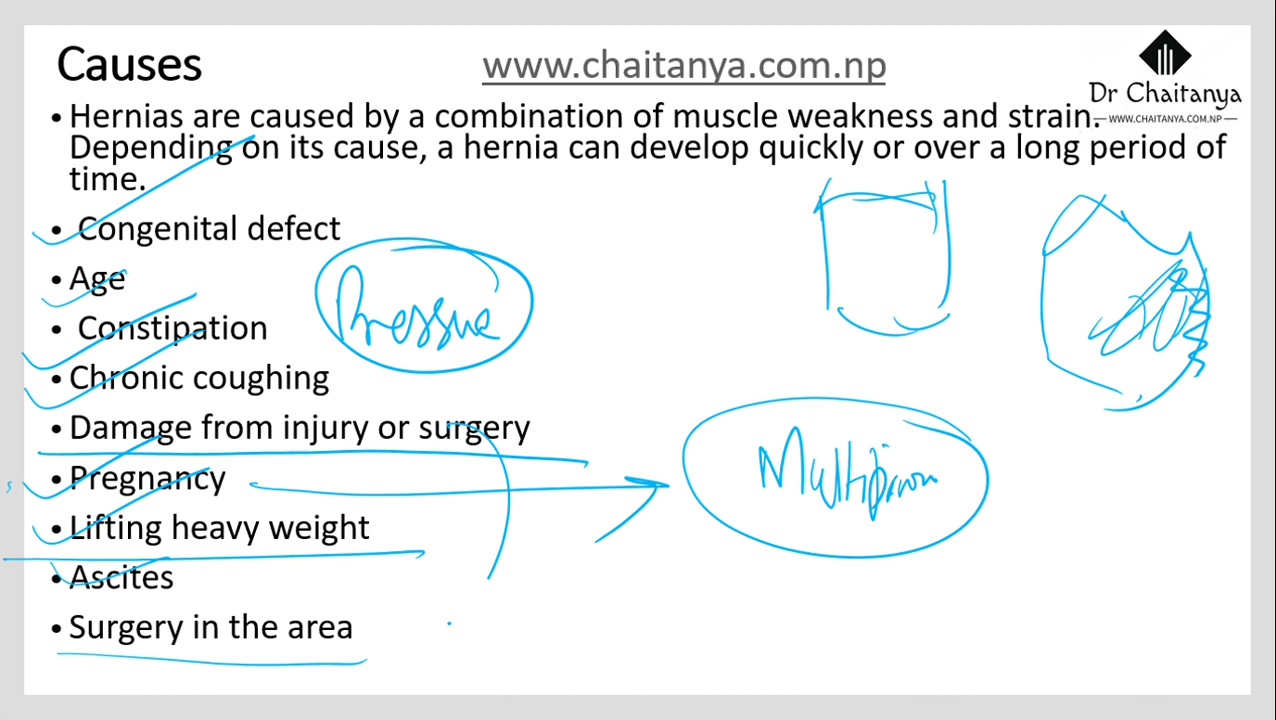 Causes
www.chaitanya.com.np
Dr Chaitanya
WWW.CHAITANYA.COM.NP
• Hernias are caused by a combination of muscle weakness and strain.
Depending on its cause, a hernia can develop quickly or over a long period of
time.
• Congenital defect
• Age
• Constipation
Pressure
• Chronic coughing
• Damage from injury or surgery
• Pregnancy
• Lifting heavy weight
• Ascites
• Surgery in the area